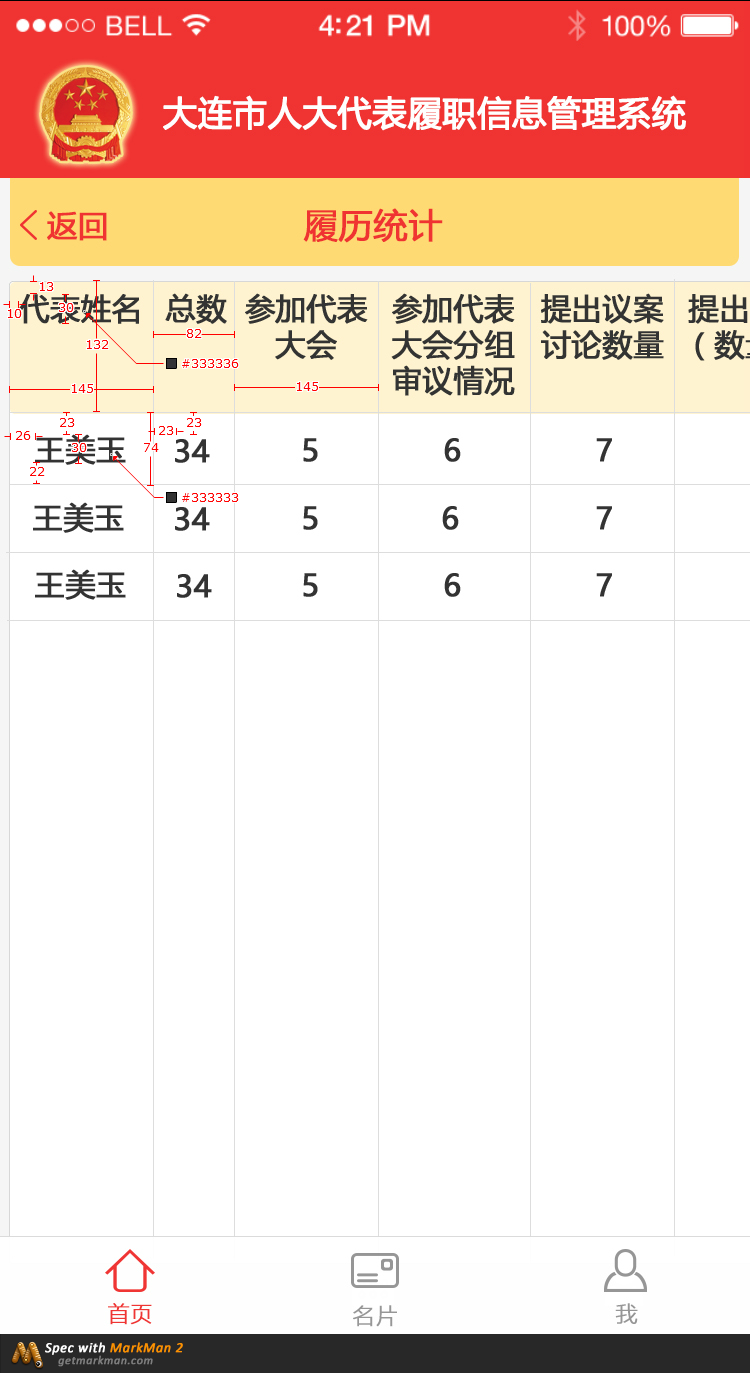 BELL 4:21 PM 100%
大连市人大代表履职信息管理系统
返回 履历统计
代表姓名 总数 参加代表 参加代表 提出议案 提出
大会 大会分组 讨论数量 （数
审议情况
13
10
30
132
82
#333336
145
145
王美玉 34 5 6 7
23
26
30
22
74
23
23
#333333
王美玉 34 5 6 7
王美玉 34 5 6 7
首页 名片 我
Spec with MarkMan 2
getmarkman.com